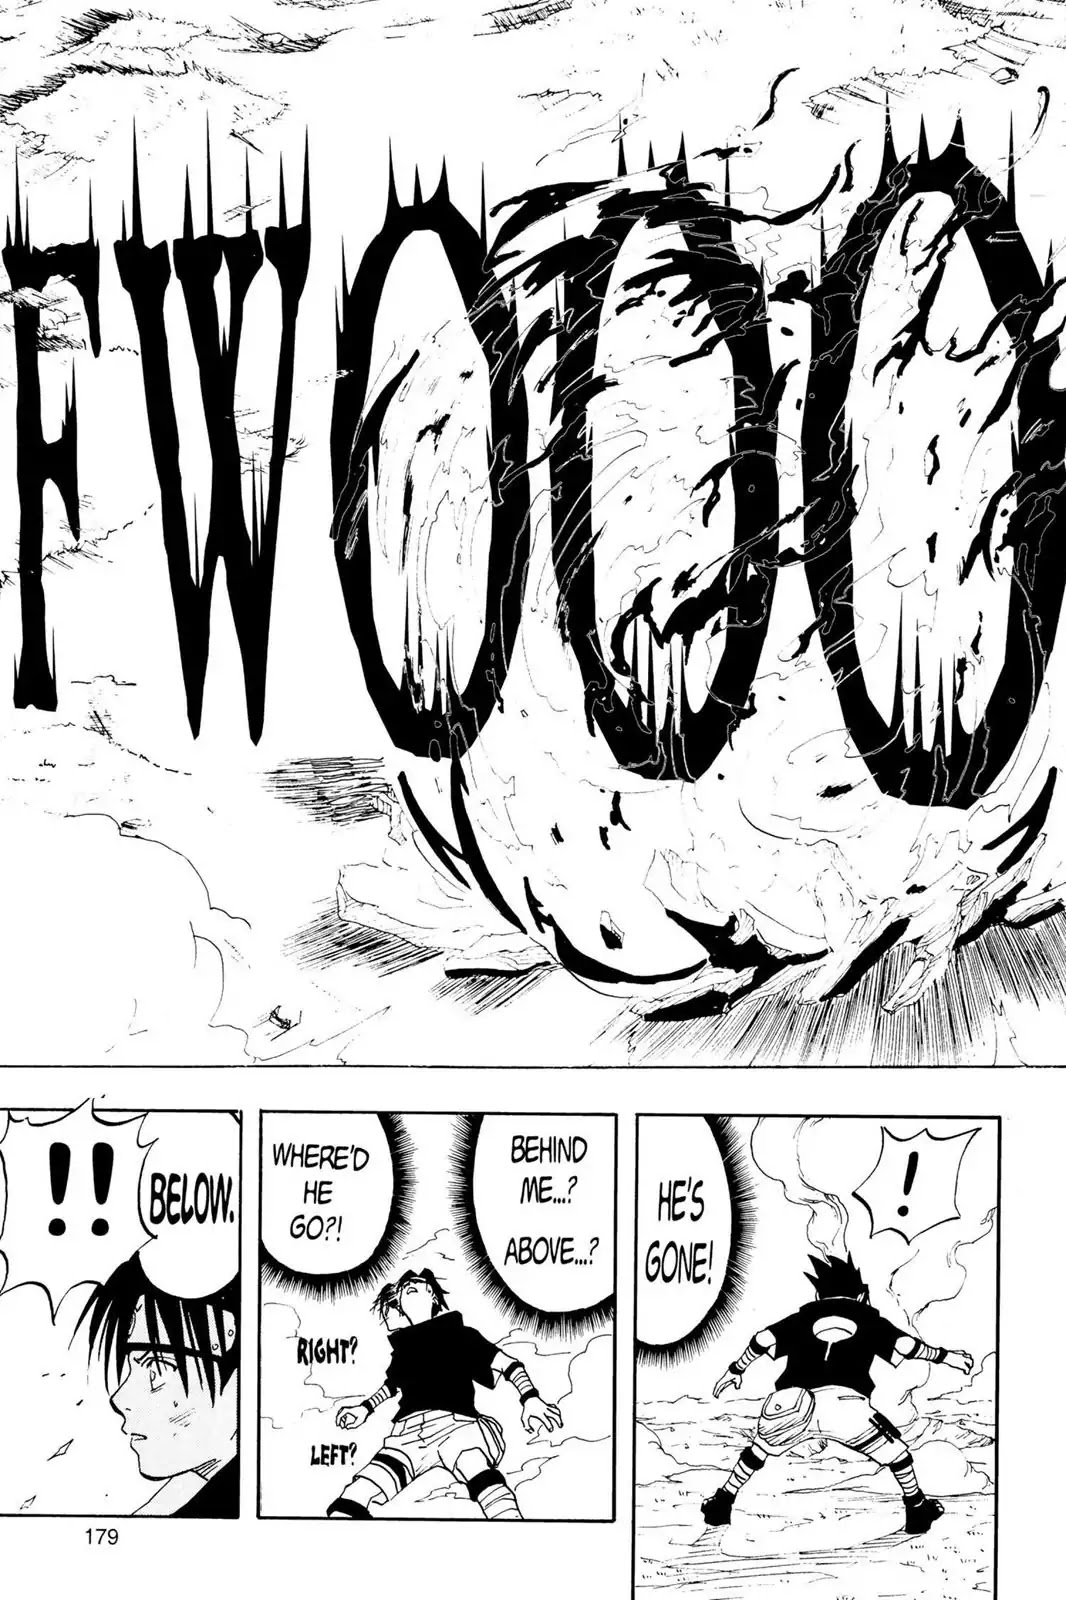 FWOOO
!
HE'S
GONE!
BEHIND
ME...?
ABOVE...?
WHERE'D
HE
GO?!
RIGHT?
LEFT?
BELOW.
!!
179